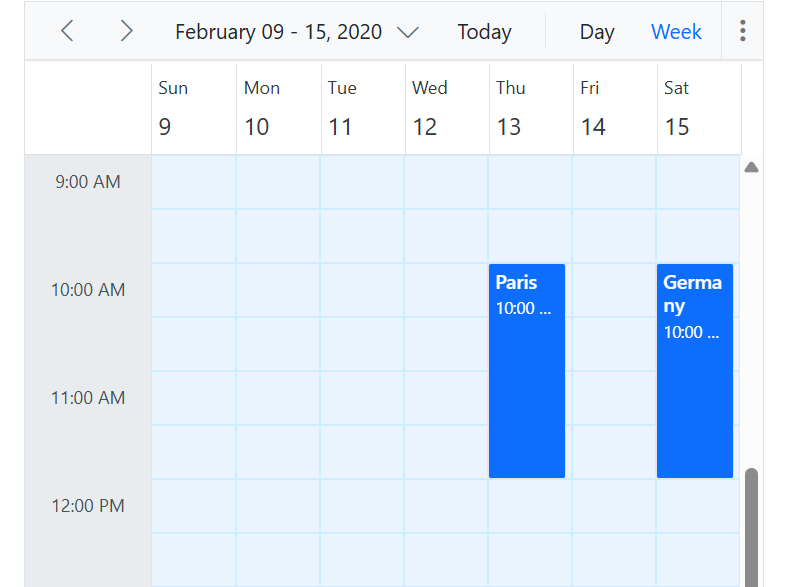 February 09 - 15, 2020 Today Day Week
Sun Mon Tue Wed Thu Fri Sat
9 10 11 12 13 14 15
9:00 AM
10:00 AM
Paris
10:00 ...
Germa
ny
10:00 ...
11:00 AM
12:00 PM